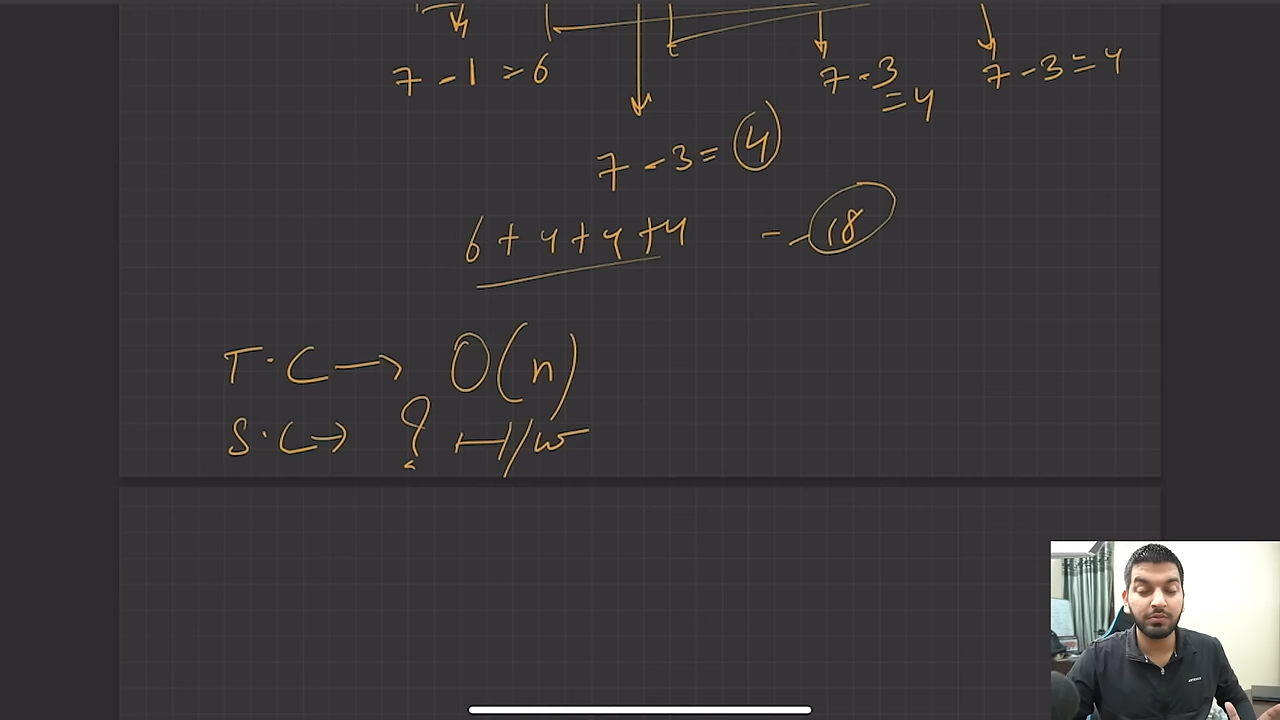 7 - 1 = 6
7 - 3 = 4
7 - 3 = 4
7 - 3 = 4
6 + 4 + 4 + 4 = 18
T.C → O(n)
S.C → ? H/w